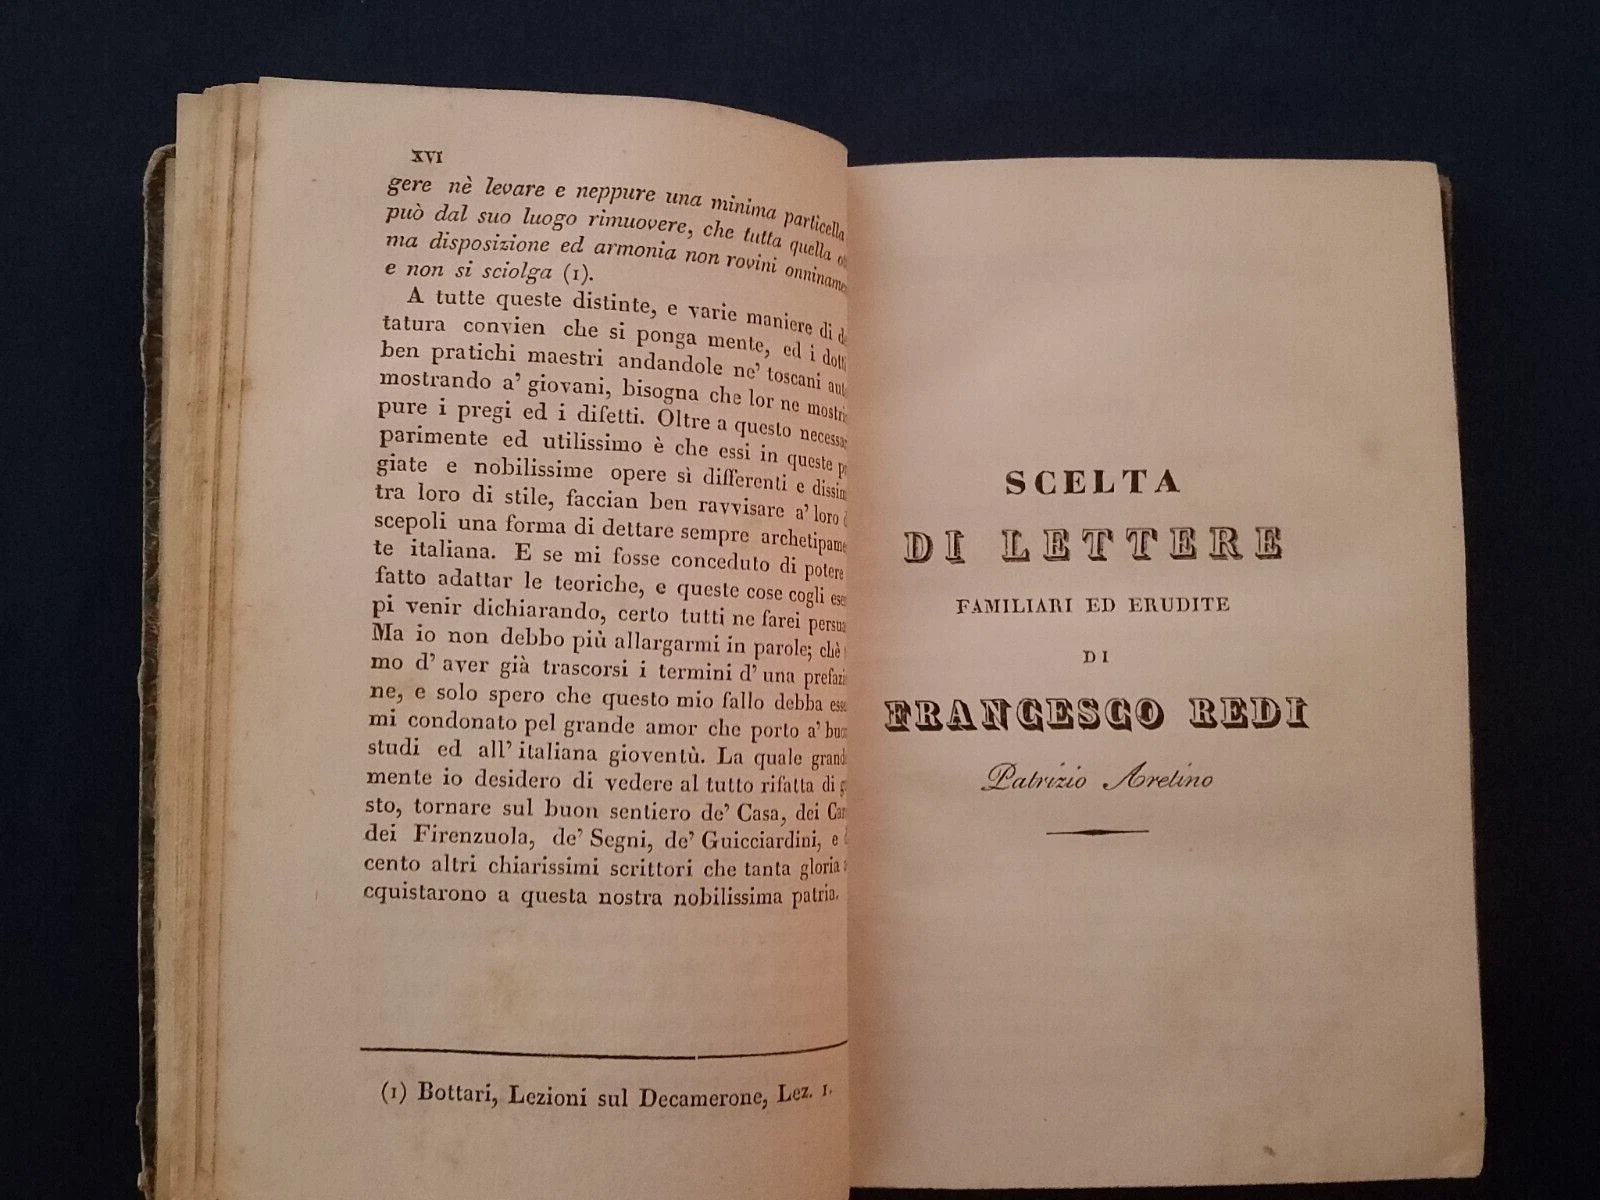 XVI
gere nè levare e neppure una minima particella
può dal suo luogo rimuovere, che tutta quella
ma disposizione ed armonia non rovini
e non si sciolga (1).
A tutte queste distinte, e varie maniere di
tatura convien che si ponga mente, ed i
ben pratichi maestri andandole ne' toscani
mostrando a' giovani, bisogna che lor ne
pure i pregi ed i difetti. Oltre a questo
parimente ed utilissimo è che essi in queste
giate e nobilissime opere sì differenti e
tra loro di stile, faccian ben ravvisare a' loro
scepoli una forma di dettare sempre
te italiana. E se mi fosse conceduto di potere
fatto adattar le teoriche, e queste cose cogli
pi venir dichiarando, certo tutti ne farei
Ma io non debbo più allargarmi in parole; chè
mo d' aver già trascorsi i termini d' una
ne, e solo spero che questo mio fallo debba
mi condonato pel grande amor che porto a'
studi ed all' italiana gioventù. La quale
mente io desidero di vedere al tutto rifatta di
sto, tornare sul buon sentiero de' Casa, dei
dei Firenzuola, de' Segni, de' Guicciardini, e
cento altri chiarissimi scrittori che tanta gloria
cquistarono a questa nostra nobilissima patria.
(1) Bottari, Lezioni sul Decamerone, Lez. 1.
SCELTA
DI LETTERE
FAMILIARI ED ERUDITE
DI
FRANCESCO REDI
Patrizio Aretino